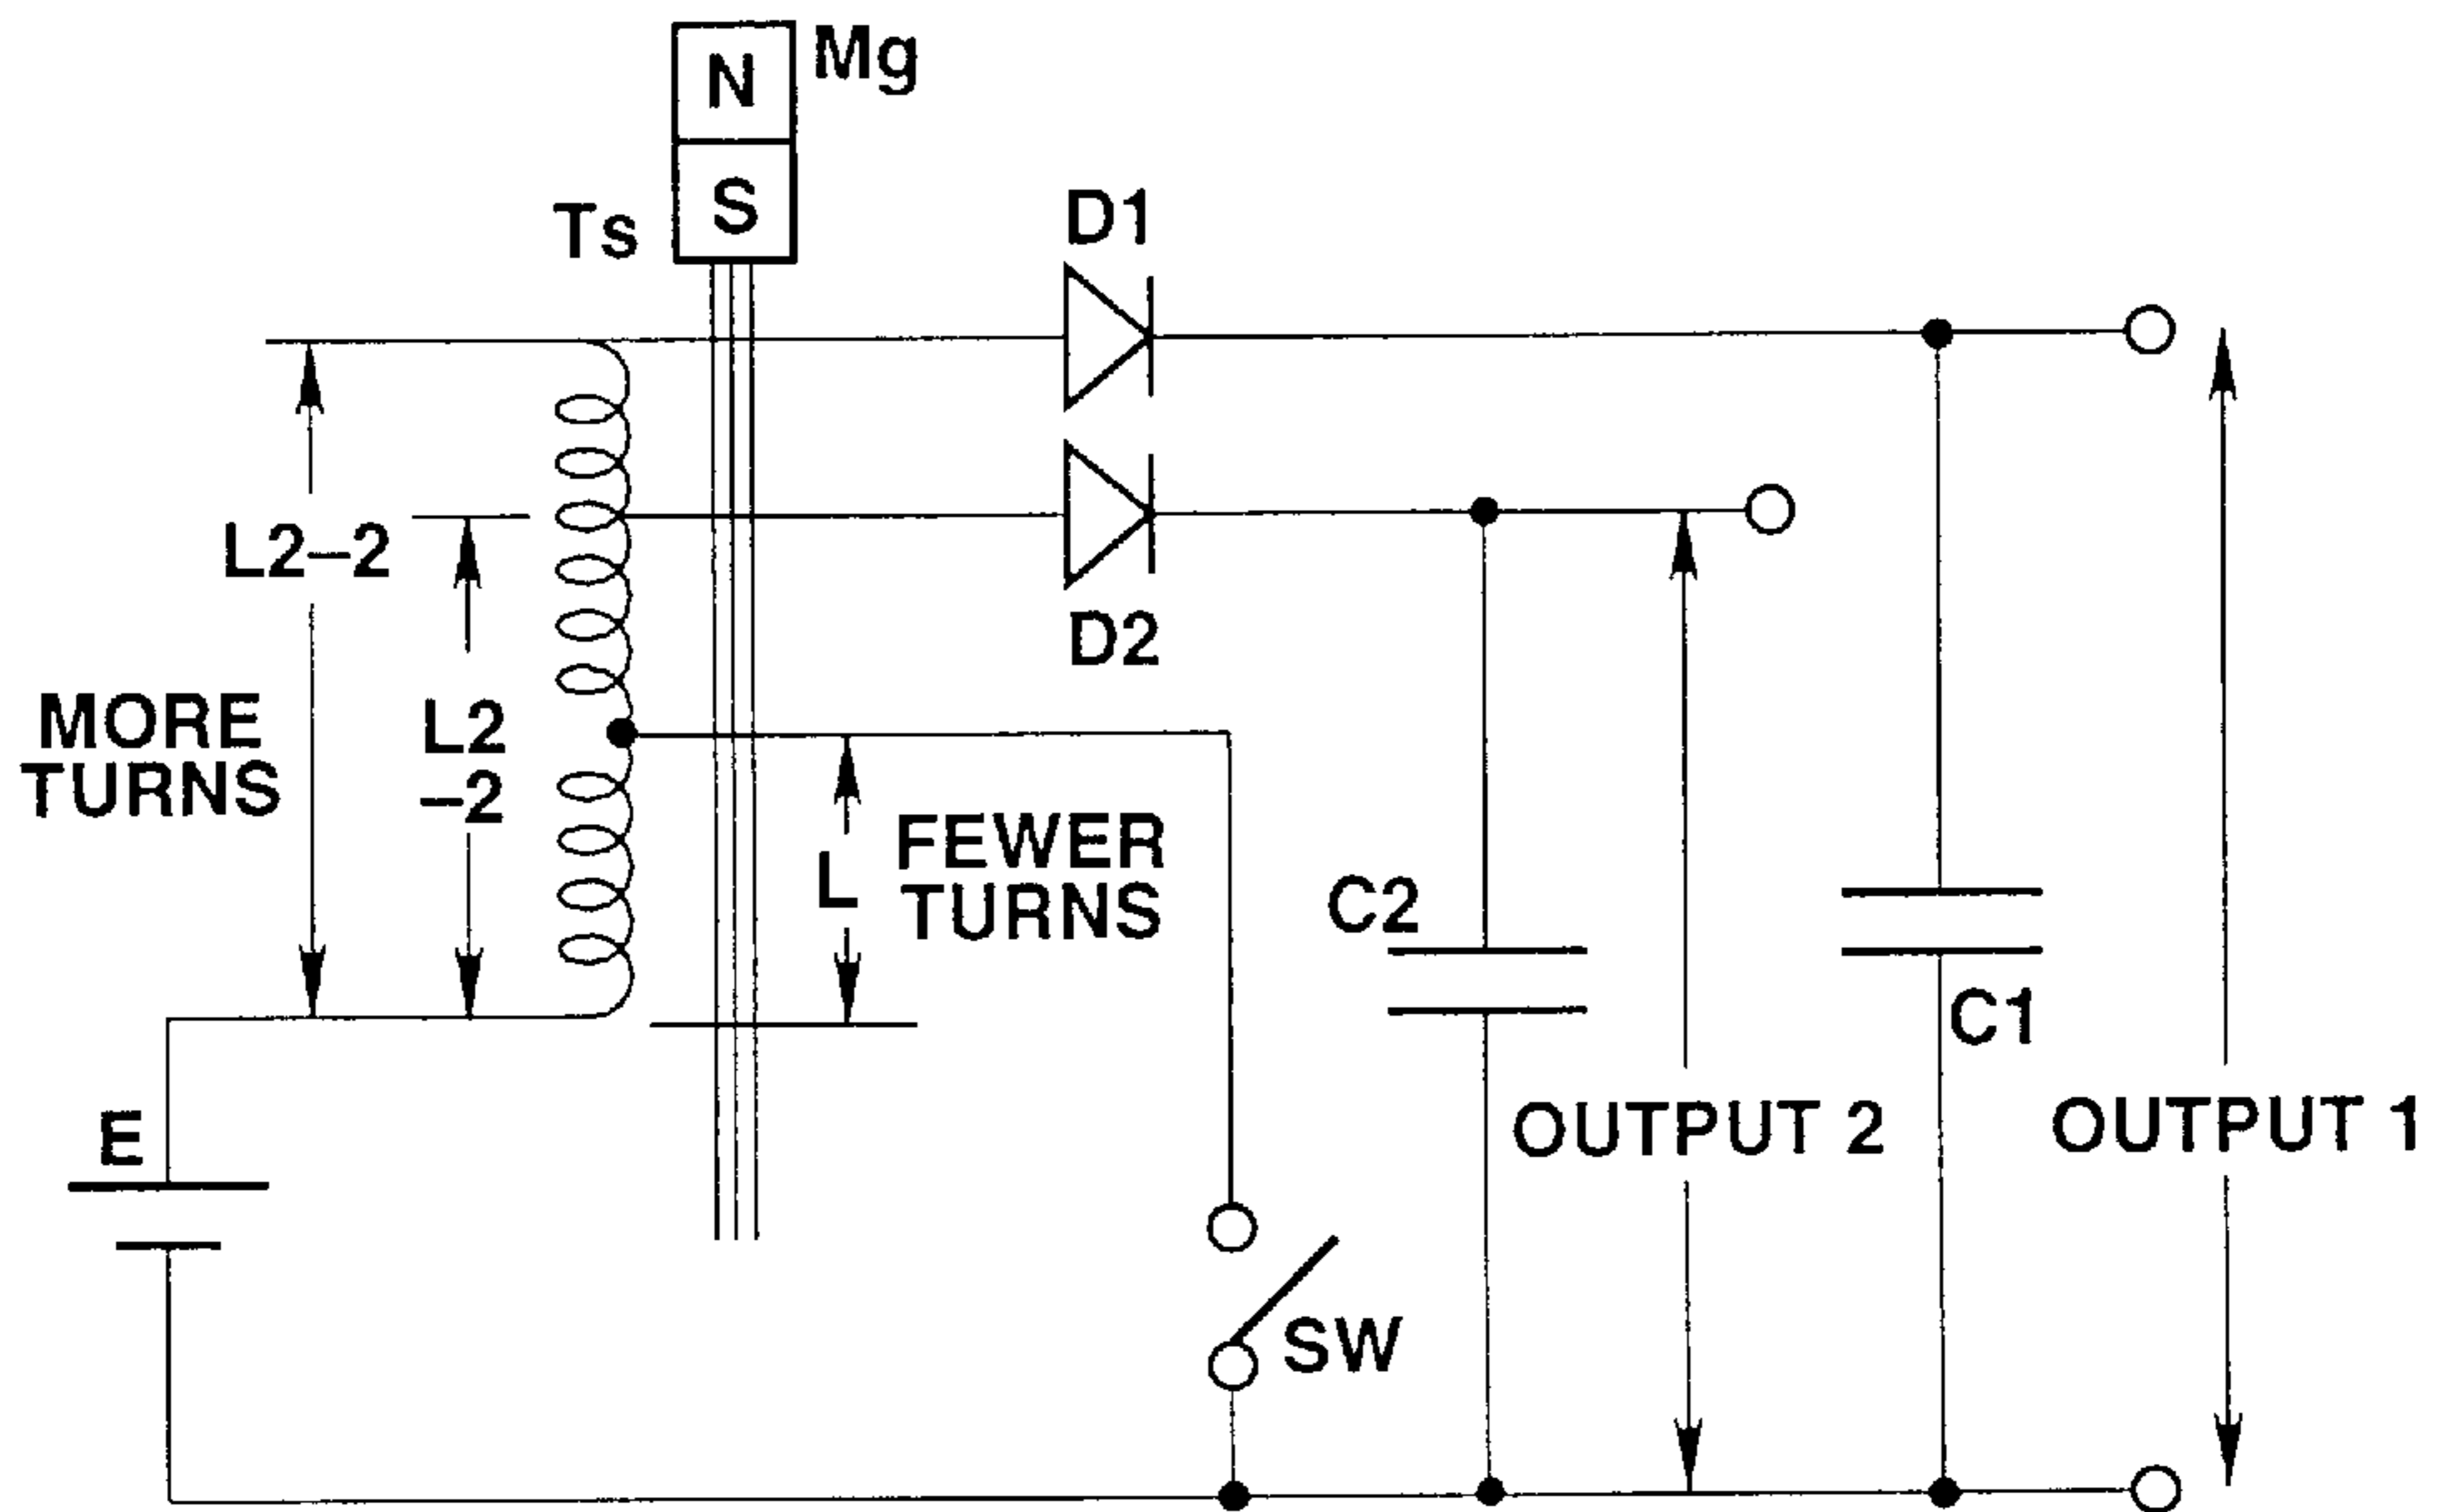 N
Mg
S
Ts
D1
L2–2
D2
MORE
TURNS
L2
–2
L
FEWER
TURNS
C2
C1
E
OUTPUT 2
OUTPUT 1
SW